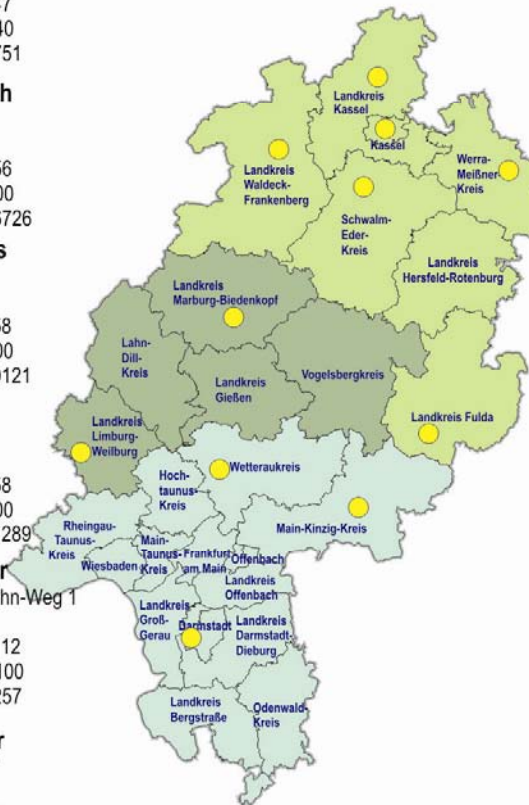 40
751
h
56
00
6726
s
58
00
0121
58
00
289
r
hn-Weg 1
12
100
257
r
Landkreis
Kassel
Kassel
Werra-
Meißner-
Kreis
Landkreis
Waldeck-
Frankenberg
Schwalm-
Eder-
Kreis
Landkreis
Hersfeld-Rotenburg
Landkreis
Marburg-Biedenkopf
Lahn-
Dill-
Kreis
Landkreis
Gießen
Vogelsbergkreis
Landkreis Fulda
Landkreis
Limburg-
Weilburg
Wetteraukreis
Hoch-
taunus-
Kreis
Main-Kinzig-Kreis
Rheingau-
Taunus-
Kreis
Wiesbaden
Main-
Taunus-
Kreis
Frankfurt
am Main
Offenbach
Landkreis
Offenbach
Landkreis
Groß-
Gerau
Darmstadt
Landkreis
Darmstadt-
Dieburg
Landkreis
Bergstraße
Odenwald-
Kreis